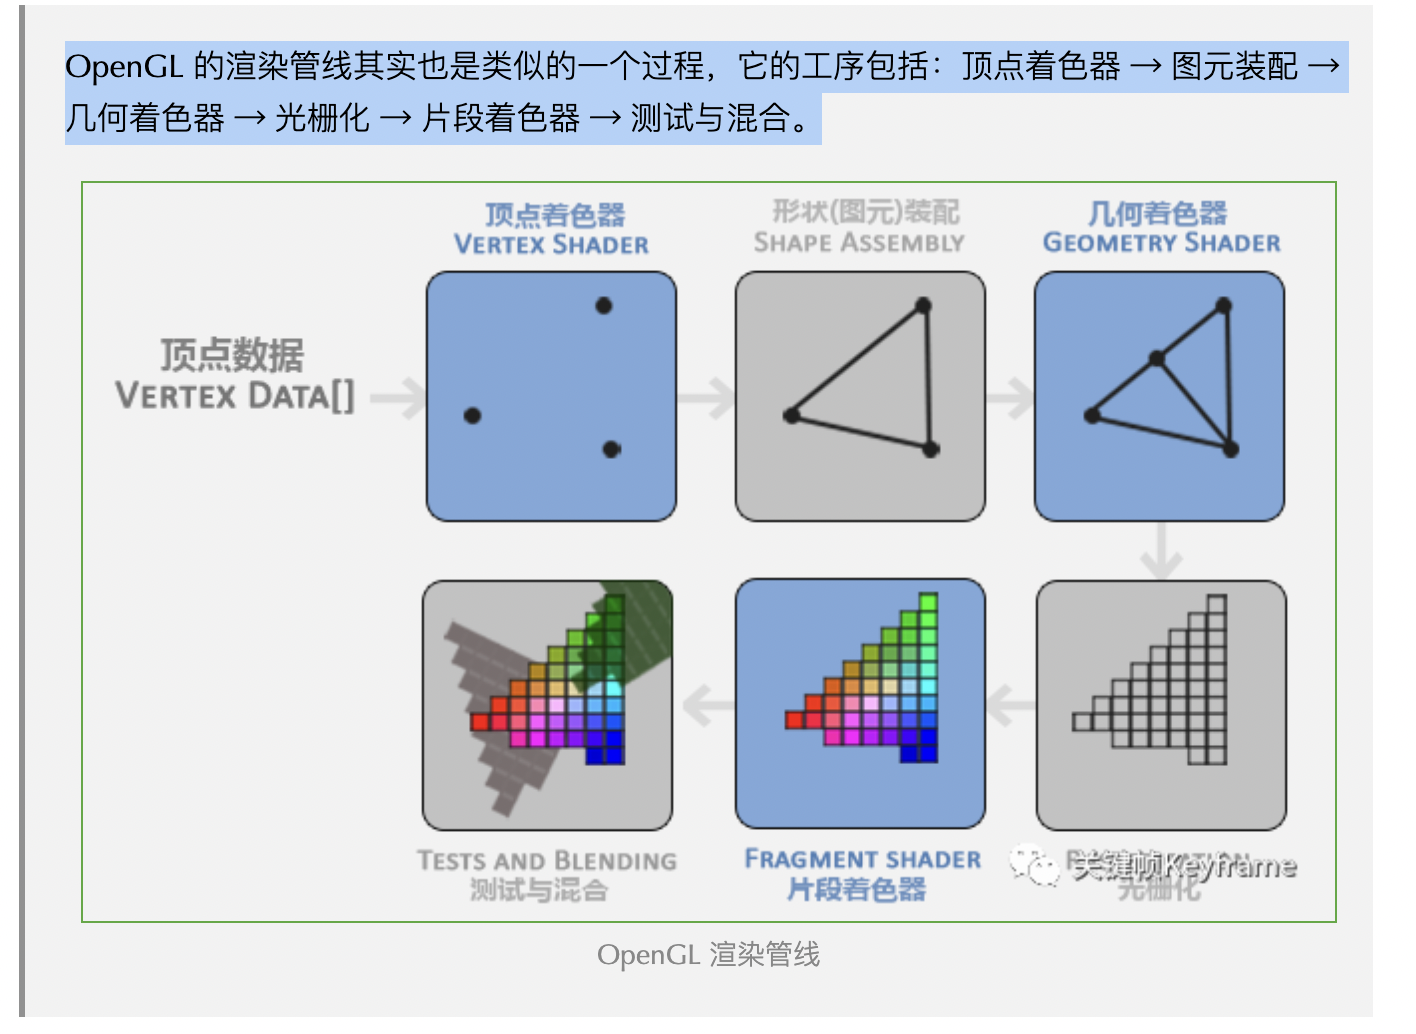 OpenGL 的渲染管线其实也是类似的一个过程，它的工序包括：顶点着色器 → 图元装配 →
几何着色器 → 光栅化 → 片段着色器 → 测试与混合。
顶点着色器
VERTEX SHADER
形状(图元)装配
SHAPE ASSEMBLY
几何着色器
GEOMETRY SHADER
顶点数据
VERTEX DATA[]
TESTS AND BLENDING
测试与混合
FRAGMENT SHADER
片段着色器
关键帧Keyframe
光栅化
OpenGL 渲染管线